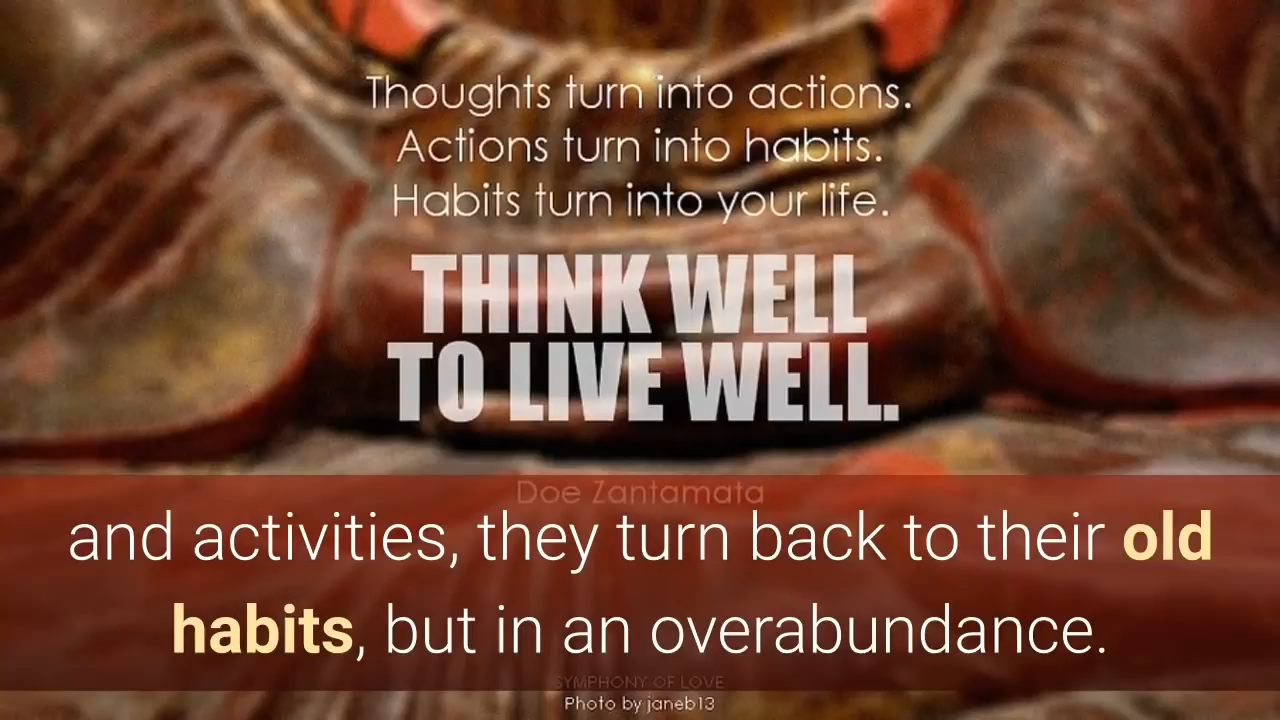 Thoughts turn into actions.
Actions turn into habits.
Habits turn into your life.
THINK WELL
TO LIVE WELL.
Doe Zantamata
and activities, they turn back to their old
habits, but in an overabundance.
SYMPHONY OF LOVE
Photo by janeb13